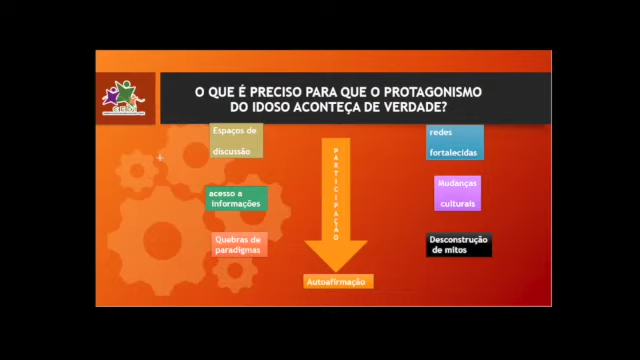 O QUE É PRECISO PARA QUE O PROTAGONISMO
DO IDOSO ACONTEÇA DE VERDADE?
Espaços de
discussão
acesso a
informações
Quebras de
paradigmas
PARTICIPAÇÃO
Autoafirmação
redes
fortalecidas
Mudanças
culturais
Desconstrução
de mitos